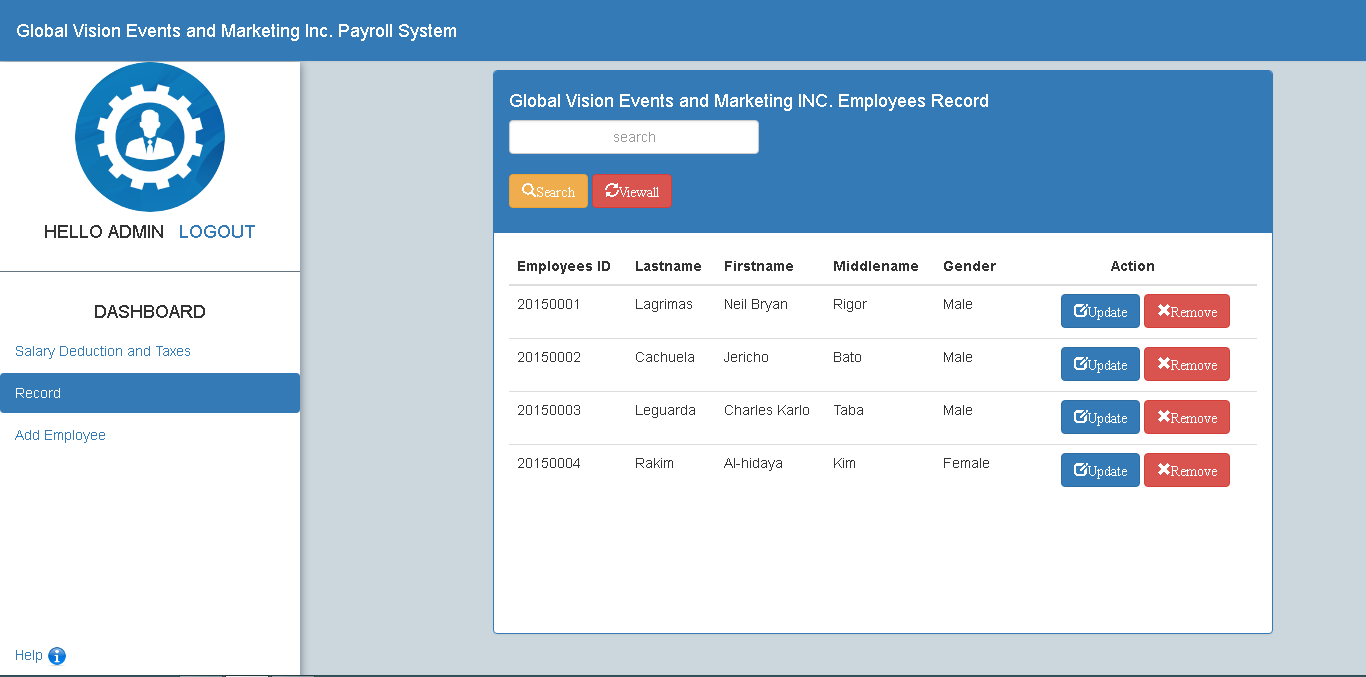 Global Vision Events and Marketing Inc. Payroll System
HELLO ADMIN LOGOUT
DASHBOARD
Salary Deduction and Taxes
Record
Add Employee
Help
Global Vision Events and Marketing INC. Employees Record
search
Search Viewall
Employees ID Lastname Firstname Middlename Gender Action
20150001 Lagrimas Neil Bryan Rigor Male Update Remove
20150002 Cachuela Jericho Bato Male Update Remove
20150003 Leguarda Charles Karlo Taba Male Update Remove
20150004 Rakim Al-hidaya Kim Female Update Remove